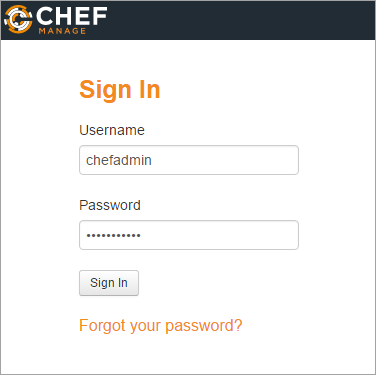 CHEF
MANAGE
Sign In
Username
chefadmin
Password
•••••••••••
Sign In
Forgot your password?